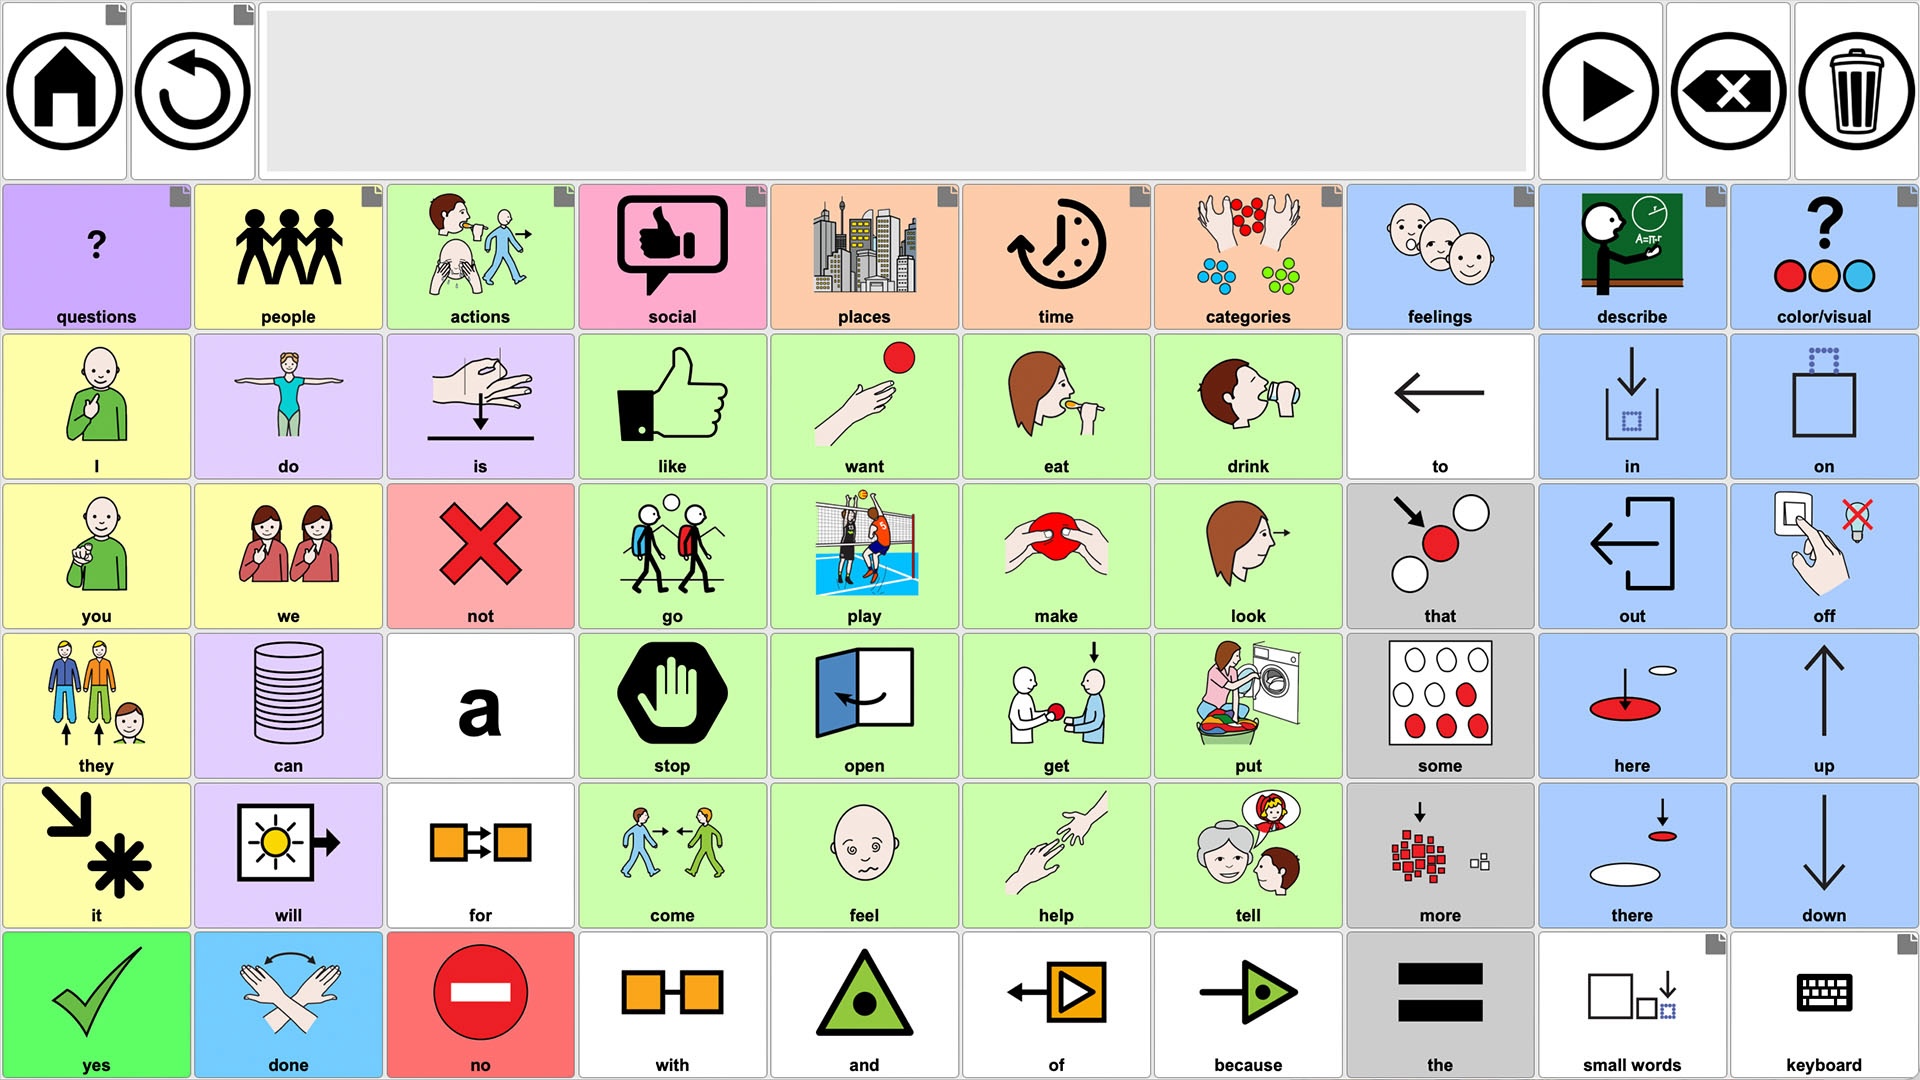 questions
people
actions
social
places
time
categories
feelings
A=πr
describe
?
color/visual
I
do
is
like
want
eat
drink
to
in
on
you
we
not
go
play
make
look
that
out
off
they
can
a
stop
open
get
put
some
here
up
it
will
for
come
feel
help
tell
more
there
down
yes
done
no
with
and
of
because
the
small words
keyboard